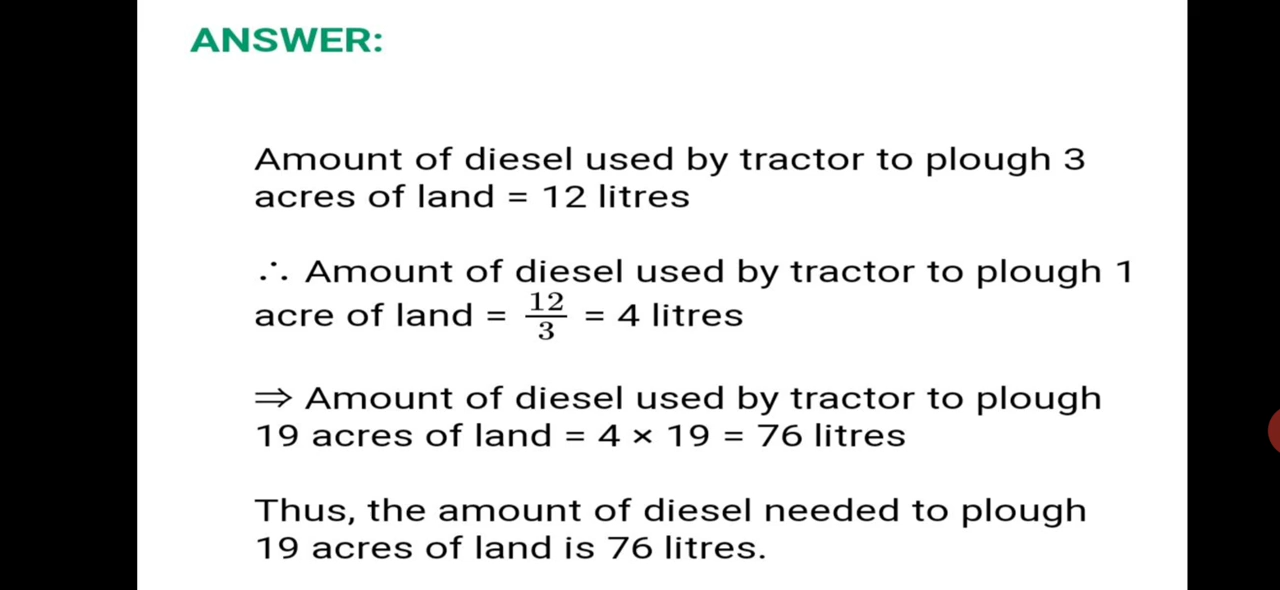 ANSWER:
Amount of diesel used by tractor to plough 3
acres of land = 12 litres
∴ Amount of diesel used by tractor to plough 1
acre of land = 12/3 = 4 litres
⇒ Amount of diesel used by tractor to plough
19 acres of land = 4 × 19 = 76 litres
Thus, the amount of diesel needed to plough
19 acres of land is 76 litres.